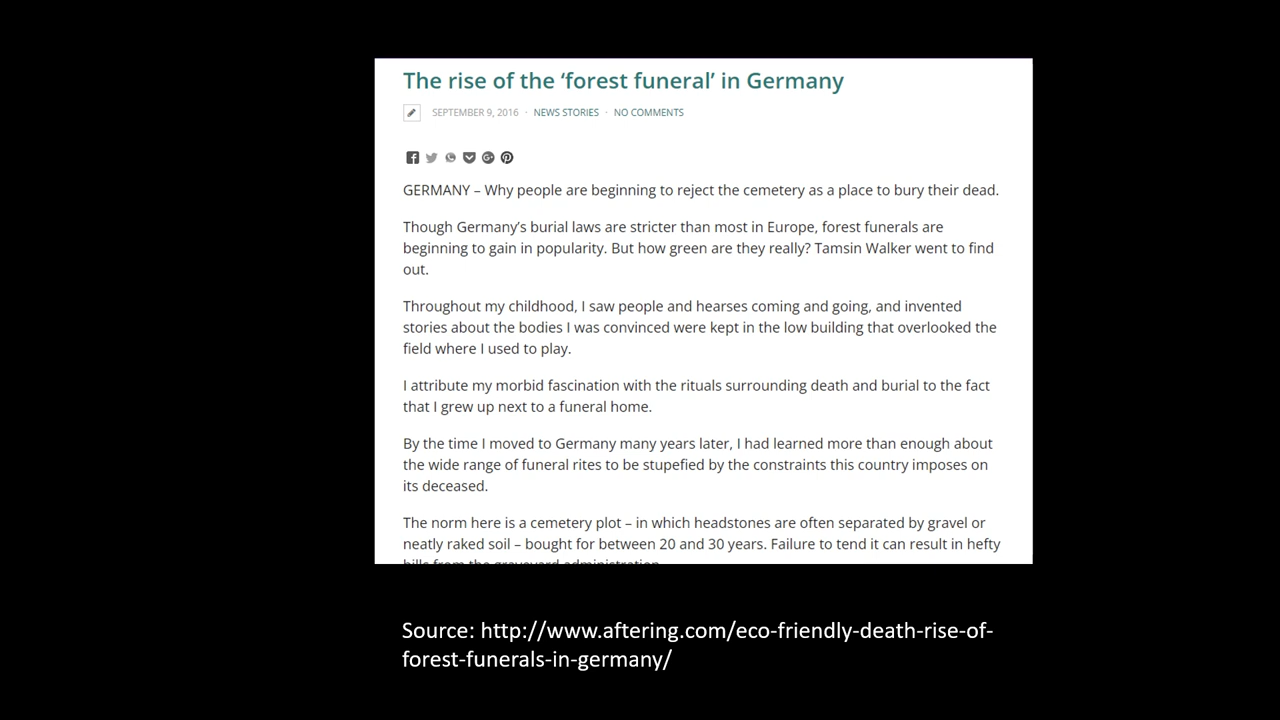 The rise of the ‘forest funeral’ in Germany
SEPTEMBER 9, 2016 · NEWS STORIES · NO COMMENTS
GERMANY – Why people are beginning to reject the cemetery as a place to bury their dead.
Though Germany’s burial laws are stricter than most in Europe, forest funerals are
beginning to gain in popularity. But how green are they really? Tamsin Walker went to find
out.
Throughout my childhood, I saw people and hearses coming and going, and invented
stories about the bodies I was convinced were kept in the low building that overlooked the
field where I used to play.
I attribute my morbid fascination with the rituals surrounding death and burial to the fact
that I grew up next to a funeral home.
By the time I moved to Germany many years later, I had learned more than enough about
the wide range of funeral rites to be stupefied by the constraints this country imposes on
its deceased.
The norm here is a cemetery plot – in which headstones are often separated by gravel or
neatly raked soil – bought for between 20 and 30 years. Failure to tend it can result in hefty
bills from the graveyard administration.
Source: http://www.aftering.com/eco-friendly-death-rise-of-
forest-funerals-in-germany/